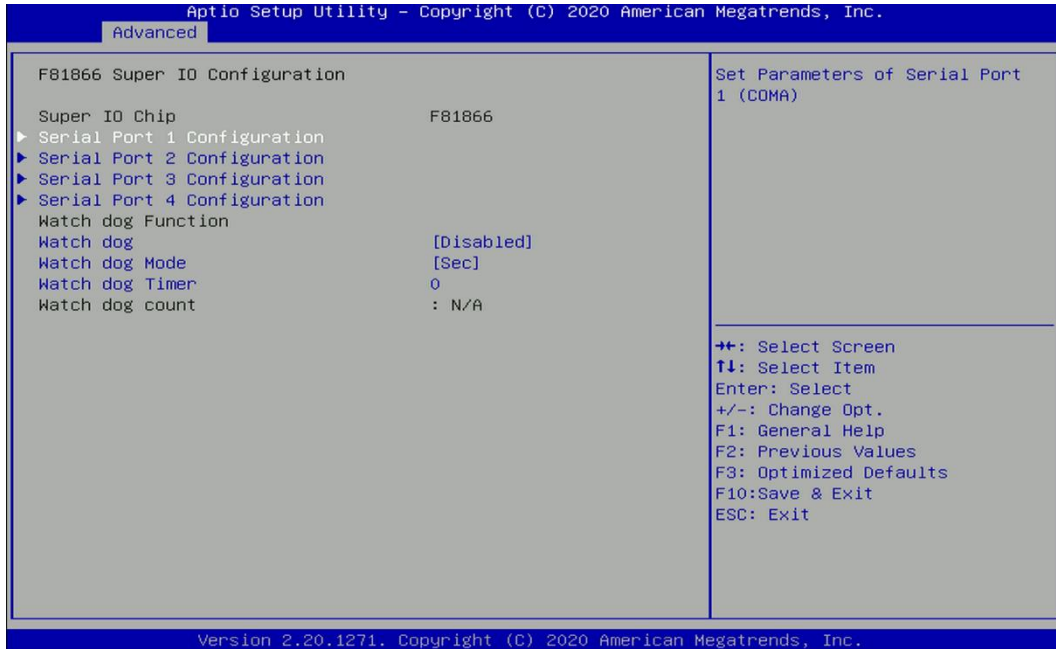 Aptio Setup Utility – Copyright (C) 2020 American Megatrends, Inc.
Advanced
F81866 Super IO Configuration
Super IO Chip F81866
▶ Serial Port 1 Configuration
▶ Serial Port 2 Configuration
▶ Serial Port 3 Configuration
▶ Serial Port 4 Configuration
Watch dog Function
Watch dog [Disabled]
Watch dog Mode [Sec]
Watch dog Timer 0
Watch dog count : N/A
Set Parameters of Serial Port
1 (COMA)
→←: Select Screen
↑↓: Select Item
Enter: Select
+/-: Change Opt.
F1: General Help
F2: Previous Values
F3: Optimized Defaults
F10:Save & Exit
ESC: Exit
Version 2.20.1271. Copyright (C) 2020 American Megatrends, Inc.